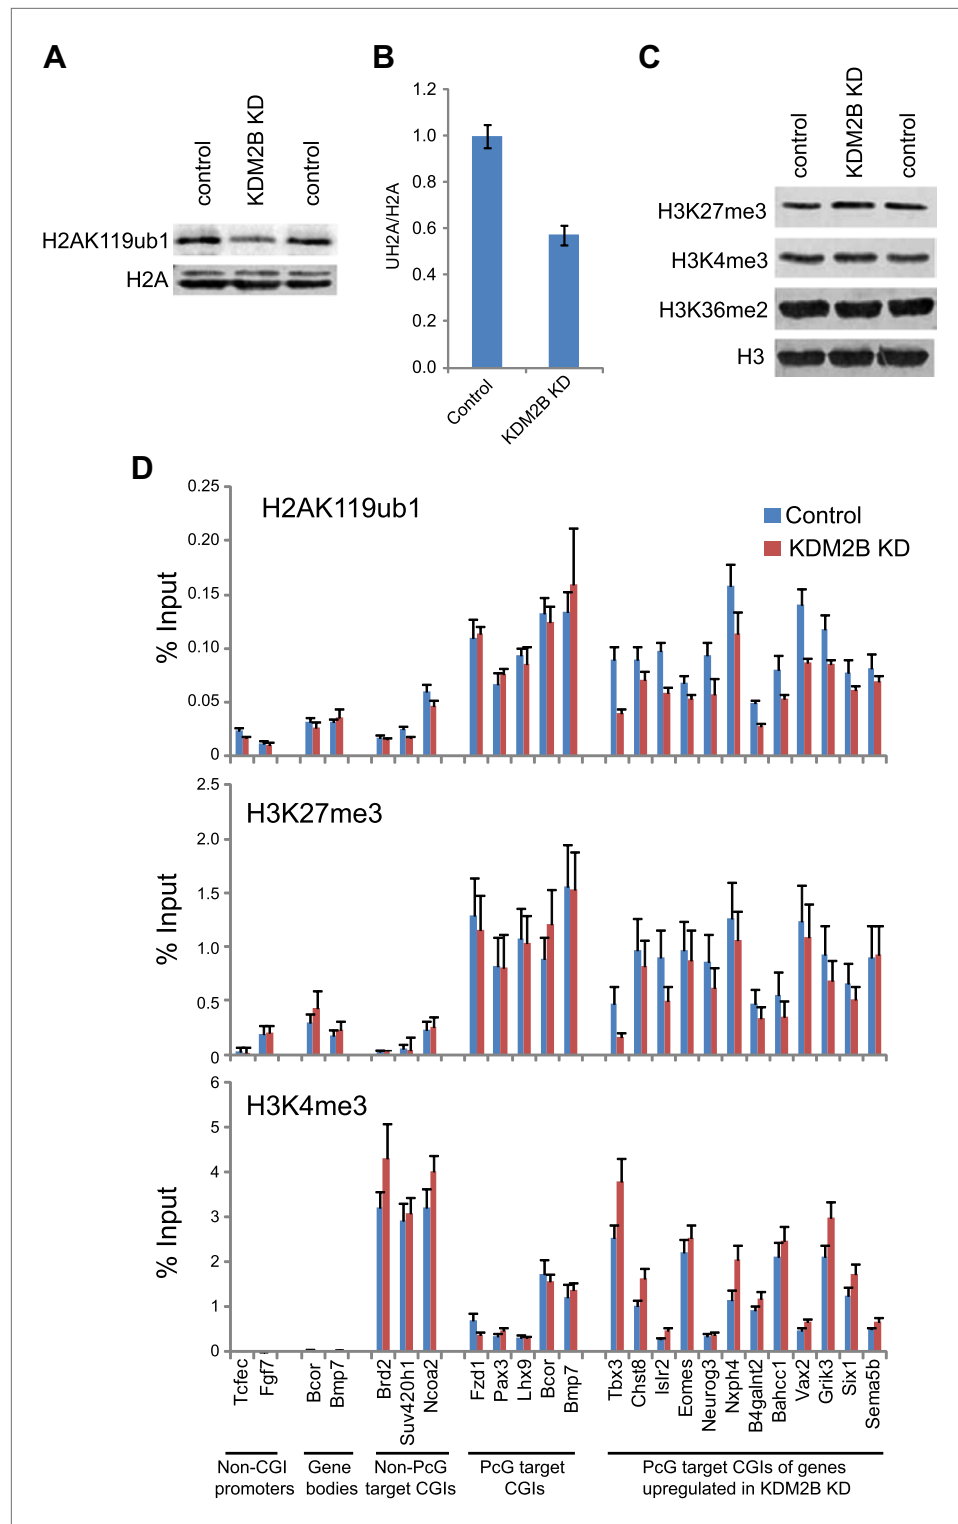 A
control
KDM2B KD
control
H2AK119ub1
H2A
B
1.2
1.0
0.8
0.6
0.4
0.2
0.0
UH2A/H2A
Control
KDM2B KD
C
control
KDM2B KD
control
H3K27me3
H3K4me3
H3K36me2
H3
D
H2AK119ub1
Control
KDM2B KD
% Input
0.25
0.20
0.15
0.10
0.05
0
H3K27me3
% Input
2.5
2.0
1.5
1.0
0.5
0
H3K4me3
% Input
6
5
4
3
2
1
0
Tcfec
Fgf7
Bcor
Bmp7
Brd2
Suv420h1
Ncoa2
Fzd1
Pax3
Lhx9
Bcor
Bmp7
Tbx3
Chst8
Islr2
Eomes
Neurog3
Nxph4
B4galnt2
Bahcc1
Vax2
Grik3
Six1
Sema5b
Non-CGI
promoters
Gene
bodies
Non-PcG
target CGIs
PcG target
CGIs
PcG target CGIs of genes
upregulated in KDM2B KD